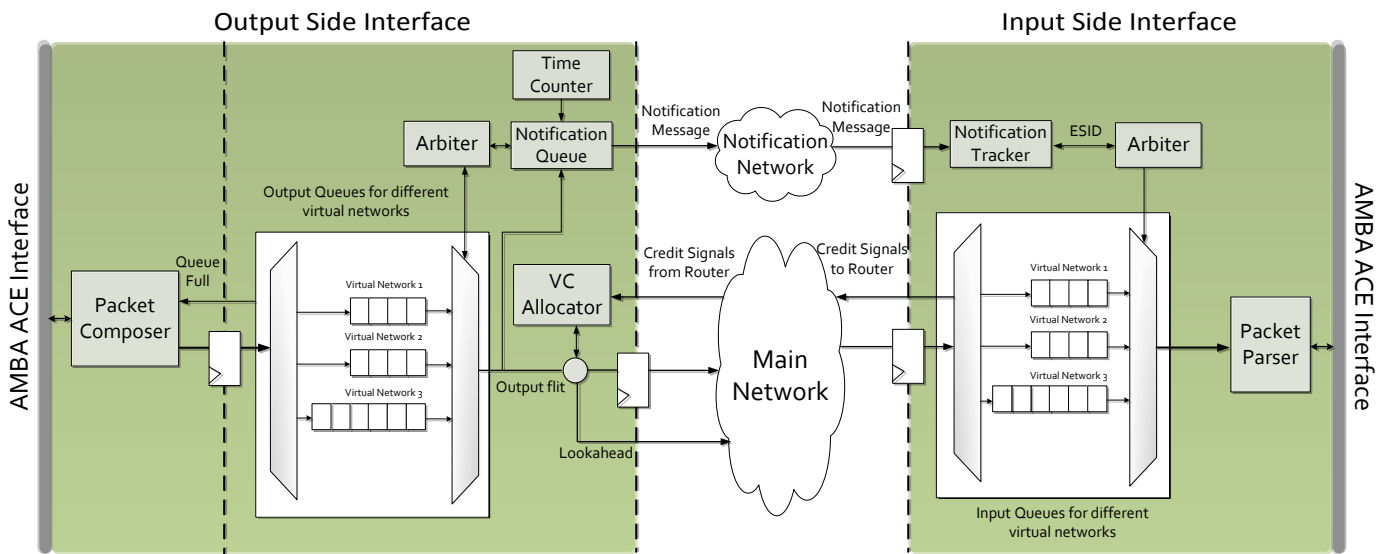 Output Side Interface
Input Side Interface
AMBA ACE Interface
Packet
Composer
Queue
Full
Time
Counter
Arbiter
Notification
Queue
Output Queues for different
virtual networks
Virtual Network 1
Virtual Network 2
Virtual Network 3
VC
Allocator
Output flit
Lookahead
Notification
Message
Notification
Network
Notification
Message
Credit Signals
from Router
Credit Signals
to Router
Main
Network
Notification
Tracker
ESID
Arbiter
Virtual Network 1
Virtual Network 2
Virtual Network 3
Input Queues for different
virtual networks
Packet
Parser
AMBA ACE Interface